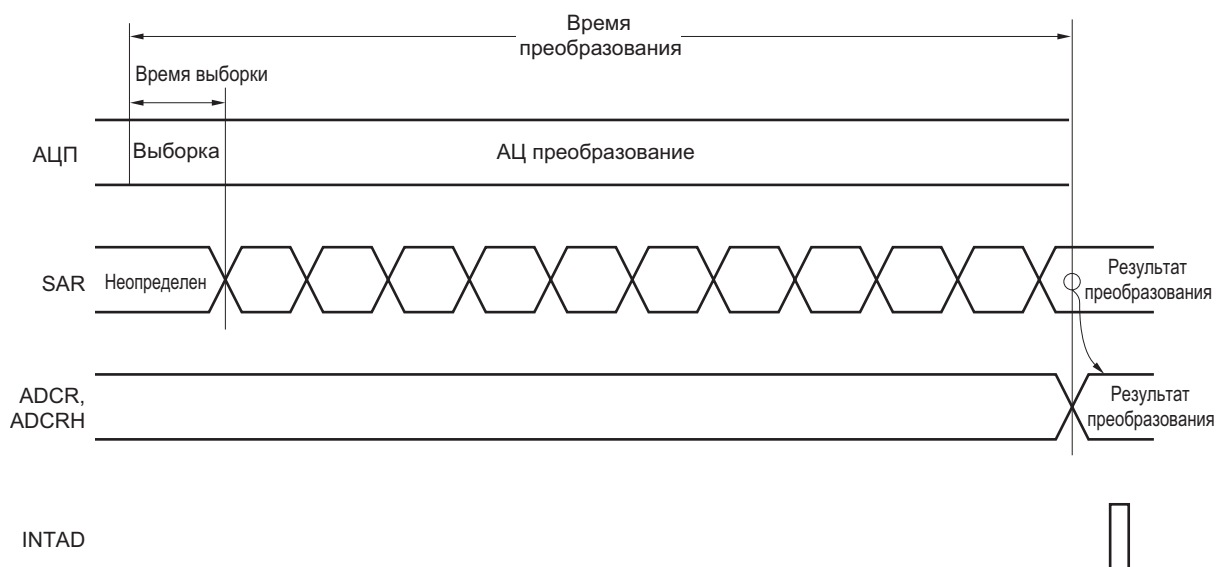 Время
преобразования
Время выборки
АЦП
Выборка
АЦ преобразование
SAR
Неопределен
Результат
преобразования
ADCR,
ADCRH
Результат
преобразования
INTAD